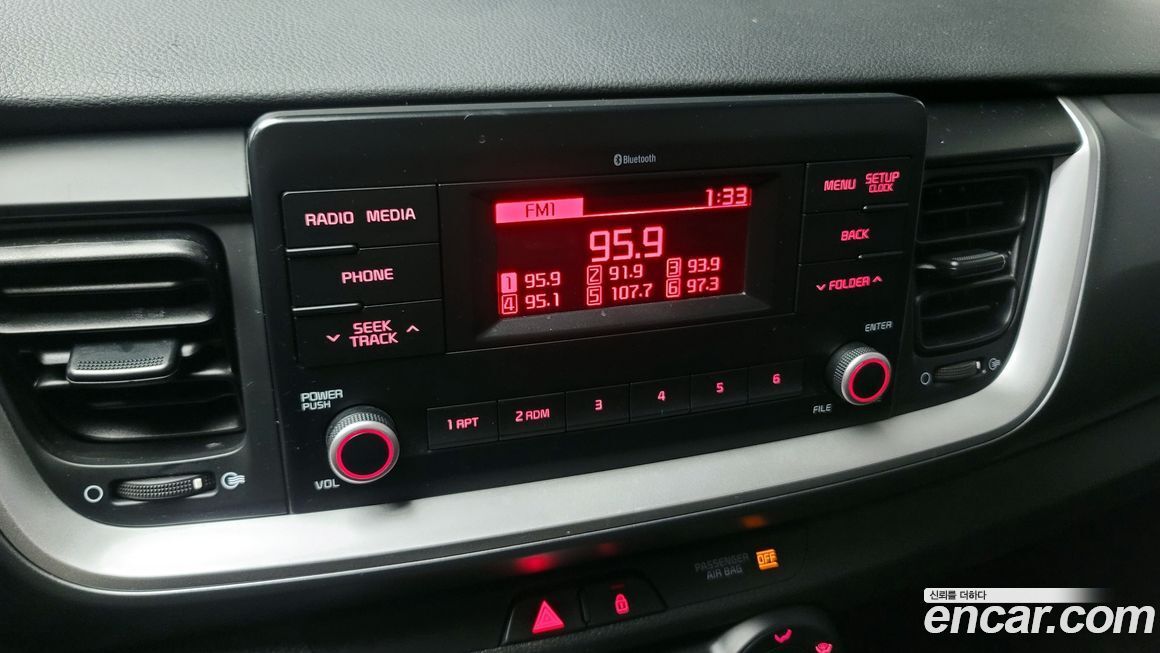 Bluetooth
RADIO MEDIA
PHONE
SEEK
TRACK
FM1 1:33
95.9
1 95.9 2 91.9 3 93.9
4 95.1 5 107.7 6 97.3
MENU SETUP
CLOCK
BACK
FOLDER
ENTER
FILE
POWER
PUSH
VOL
1 RPT 2 RDM 3 4 5 6
PASSENGER
AIR BAG OFF
신뢰를 더하다
encar.com